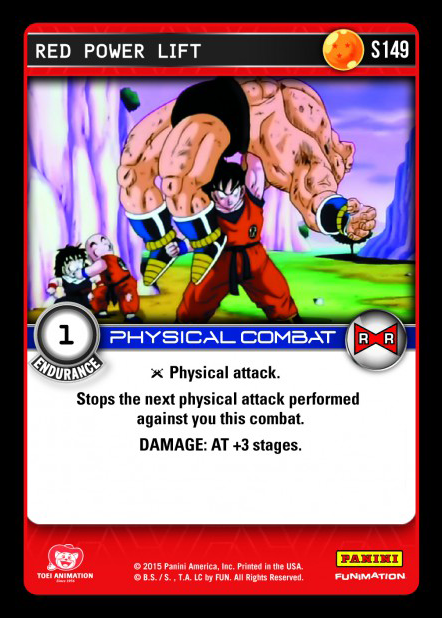 RED POWER LIFT S149
1
ENDURANCE
PHYSICAL COMBAT
R R
Physical attack.
Stops the next physical attack performed
against you this combat.
DAMAGE: AT +3 stages.
TOEI ANIMATION
Since 1956
© 2015 Panini America, Inc. Printed in the USA.
© B.S./ S. , T.A. LC by FUN. All Rights Reserved.
PANINI
FUNIMATION